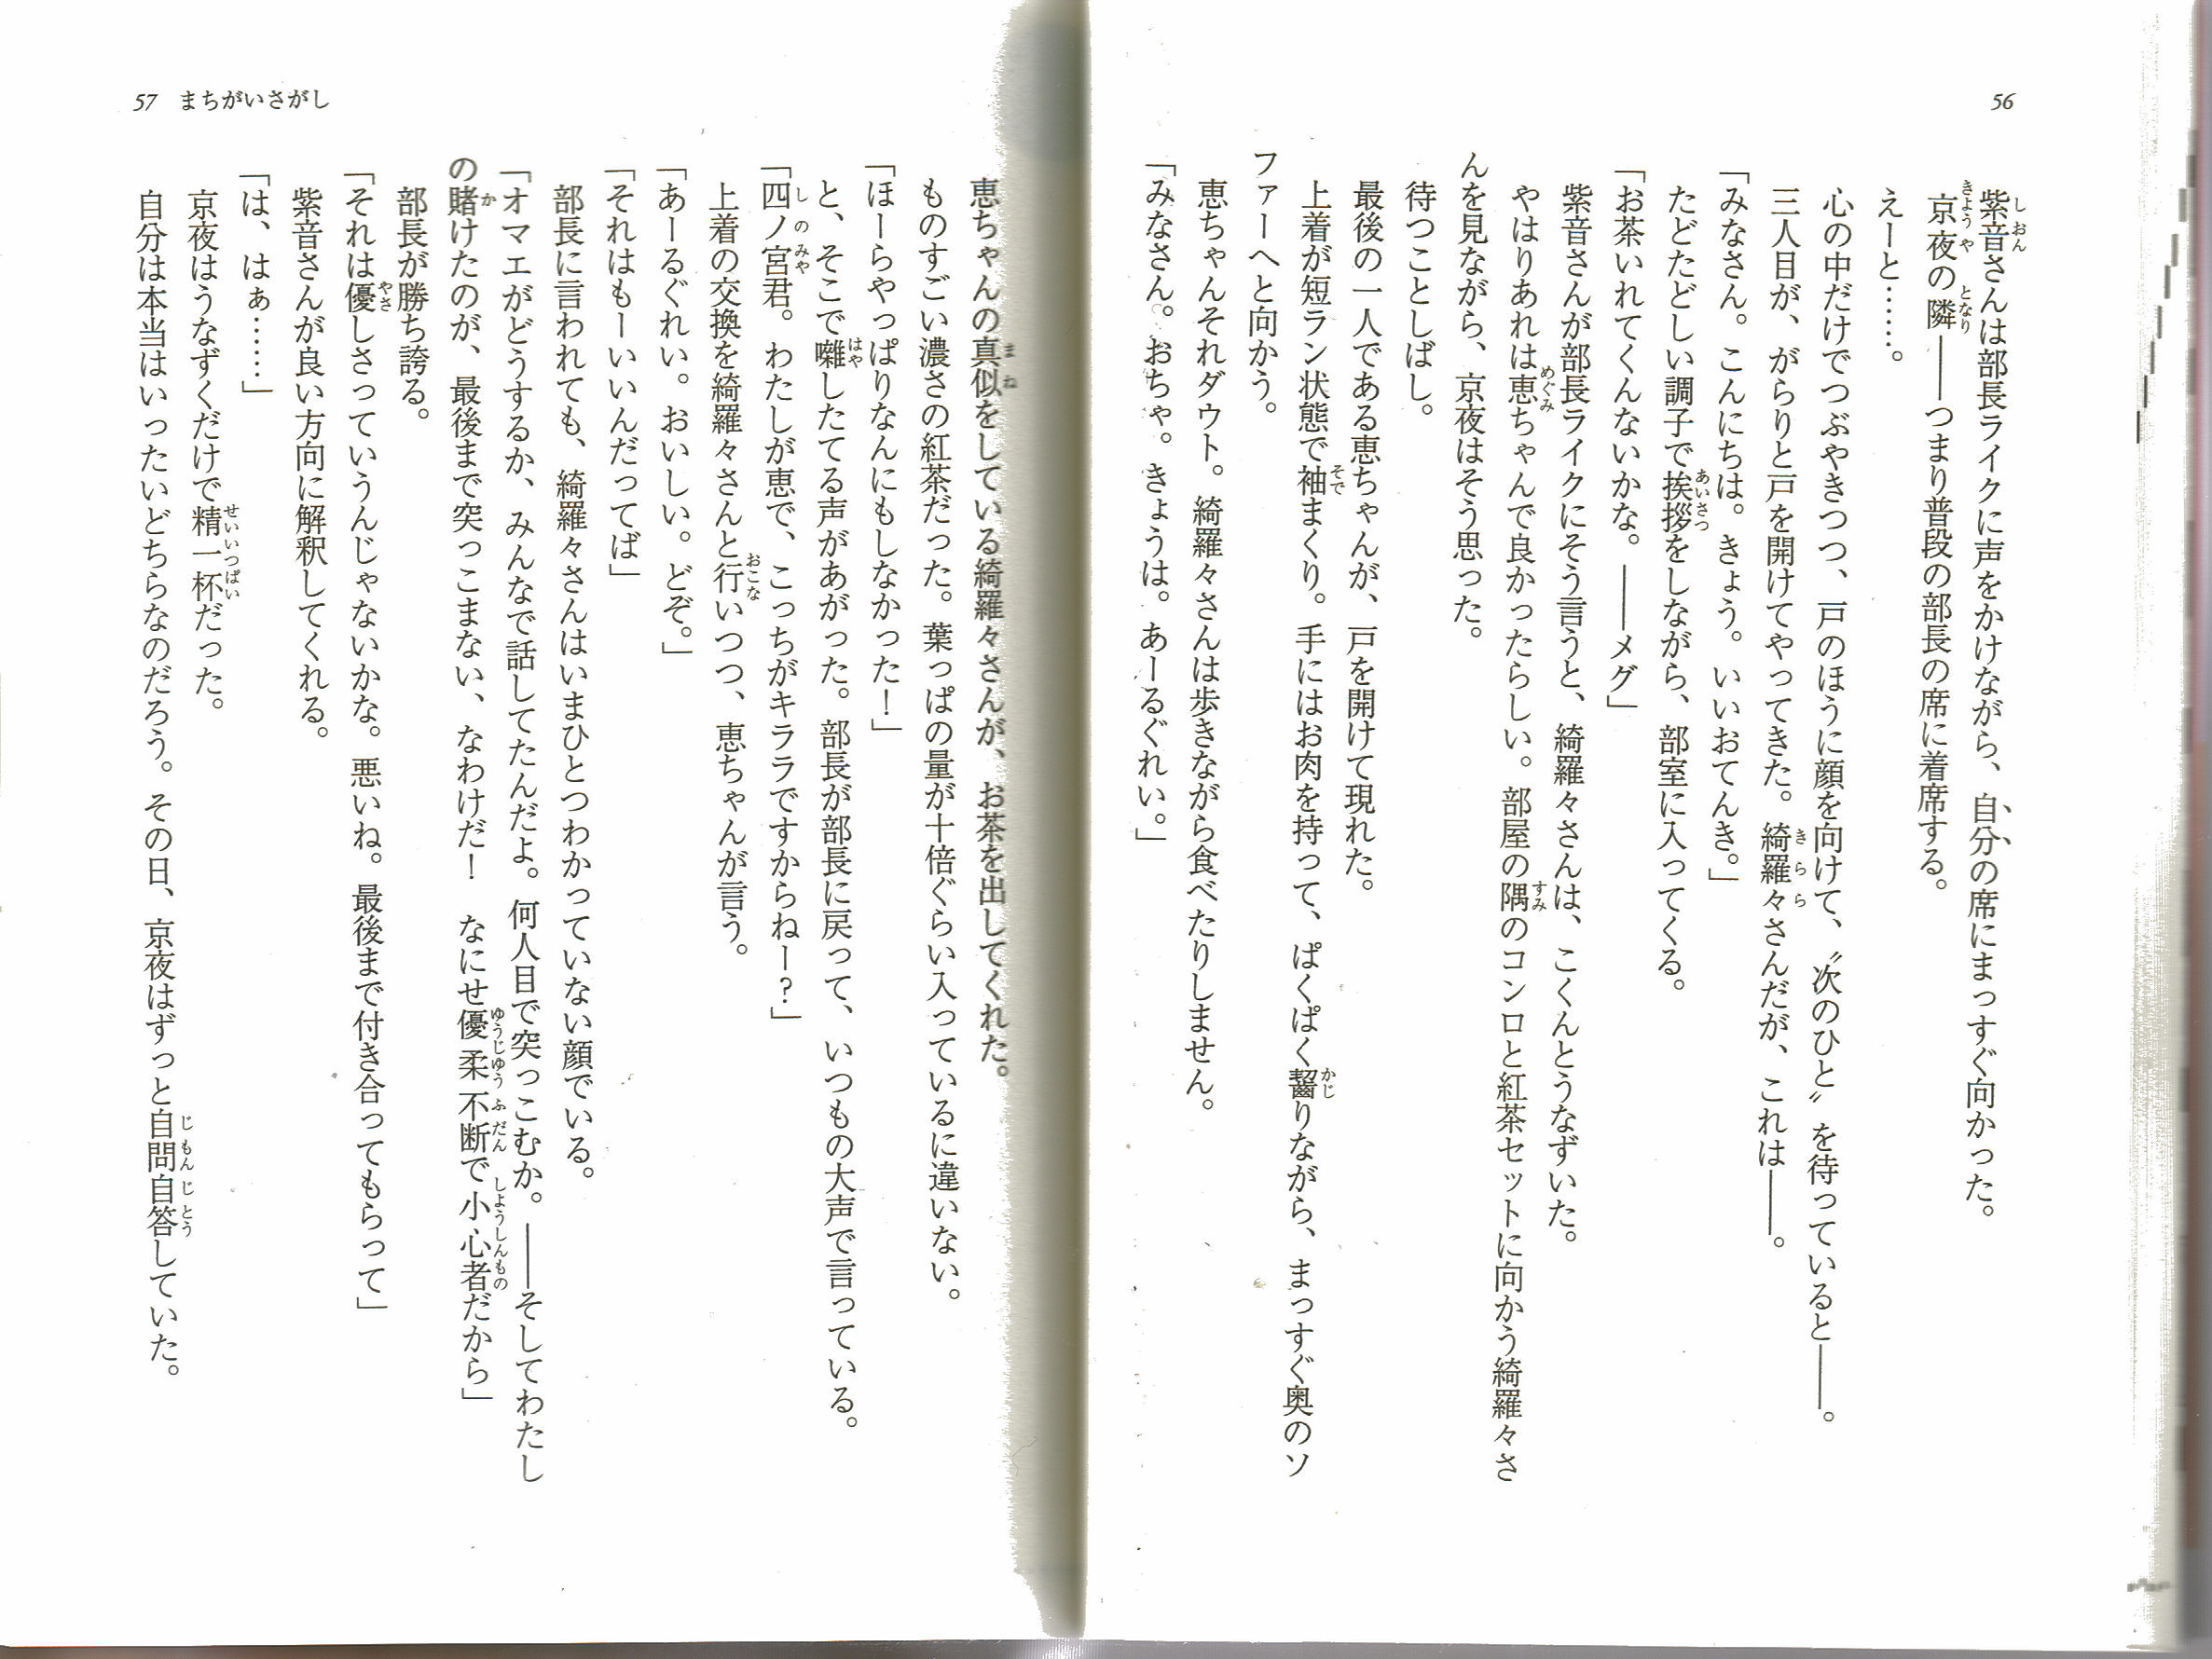 56
紫音さんは部長ライクに声をかけながら、自分の席にまっすぐ向かった。
京夜の隣――つまり普段の部長の席に着席する。
えーと……。
心の中だけでつぶやきつつ、戸のほうに顔を向けて、〝次のひと〟を待っていると――。
三人目が、がらりと戸を開けてやってきた。綺羅々さんだが、これは――。
「みなさん。こんにちは。きょう。いいおてんき。」
たどたどしい調子で挨拶をしながら、部室に入ってくる。
「お茶いれてくんないかな。――メグ」
紫音さんが部長ライクにそう言うと、綺羅々さんは、こくんとうなずいた。
やはりあれは恵ちゃんで良かったらしい。部屋の隅のコンロと紅茶セットに向かう綺羅々さ
んを見ながら、京夜はそう思った。
待つことしばし。
最後の一人である恵ちゃんが、戸を開けて現れた。
上着が短ラン状態で袖まくり。手にはお肉を持って、ぱくぱく齧りながら、まっすぐ奥のソ
ファーへと向かう。
恵ちゃんそれダウト。綺羅々さんは歩きながら食べたりしません。
「みなさん。おちゃ。きょうは。あーるぐれい。」
57 まちがいさがし
恵ちゃんの真似をしている綺羅々さんが、お茶を出してくれた。
ものすごい濃さの紅茶だった。葉っぱの量が十倍ぐらい入っているに違いない。
「ほーらやっぱりなんにもしなかった！」
と、そこで囃したてる声があがった。部長が部長に戻って、いつもの大声で言っている。
「四ノ宮君。わたしが恵で、こっちがキララですからねー？」
上着の交換を綺羅々さんと行いつつ、恵ちゃんが言う。
「あーるぐれい。おいしい。どぞ。」
「それはもーいいんだってば」
部長に言われても、綺羅々さんはいまひとつわかっていない顔でいる。
「オマエがどうするか、みんなで話してたんだよ。何人目で突っこむか。――そしてわたし
の賭けたのが、最後まで突っこまない、なわけだ！　なにせ優柔不断で小心者だから」
部長が勝ち誇る。
「それは優しさっていうんじゃないかな。悪いね。最後まで付き合ってもらって」
紫音さんが良い方向に解釈してくれる。
「は、はぁ……」
京夜はうなずくだけで精一杯だった。
自分は本当はいったいどちらなのだろう。その日、京夜はずっと自問自答していた。